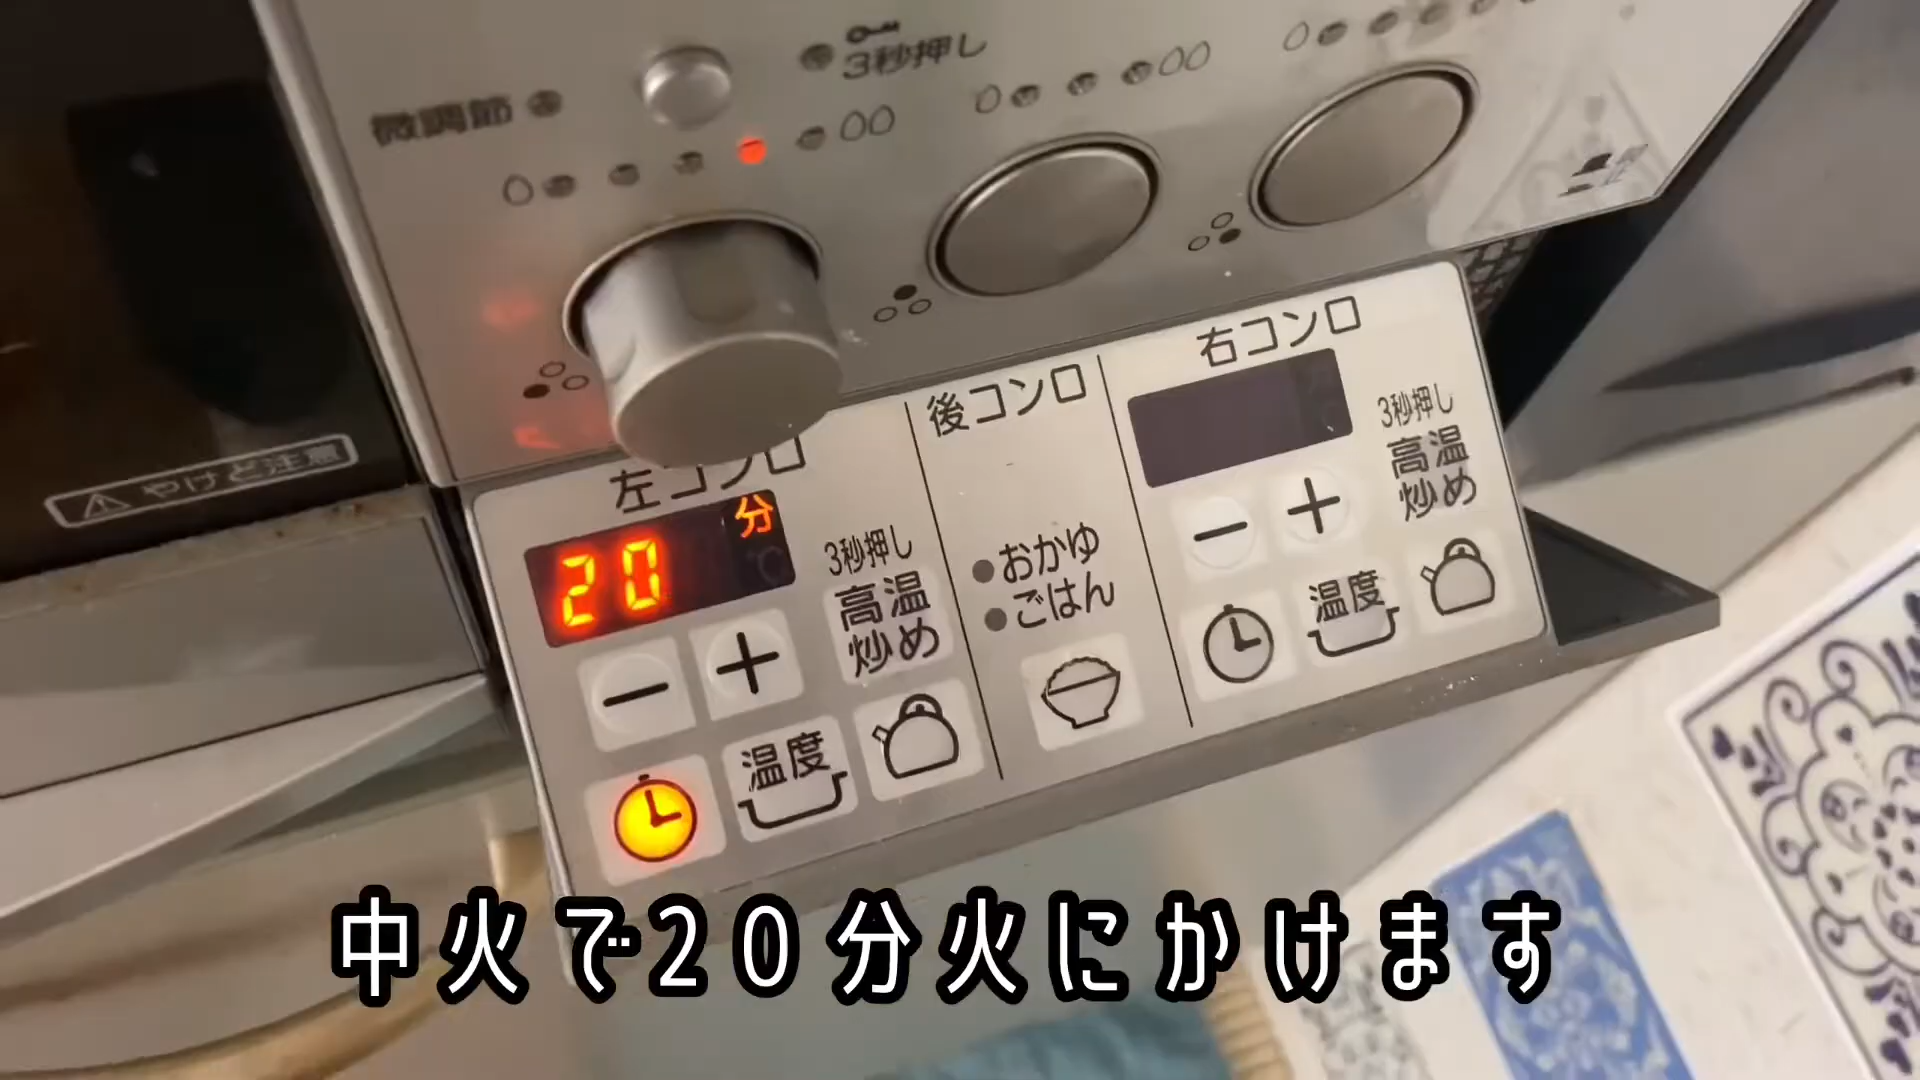 3秒押し
微調節
やけど注意
左コンロ
20分
3秒押し
高温
炒め
温度
後コンロ
おかゆ
ごはん
右コンロ
3秒押し
高温
炒め
温度
中火で20分火にかけます